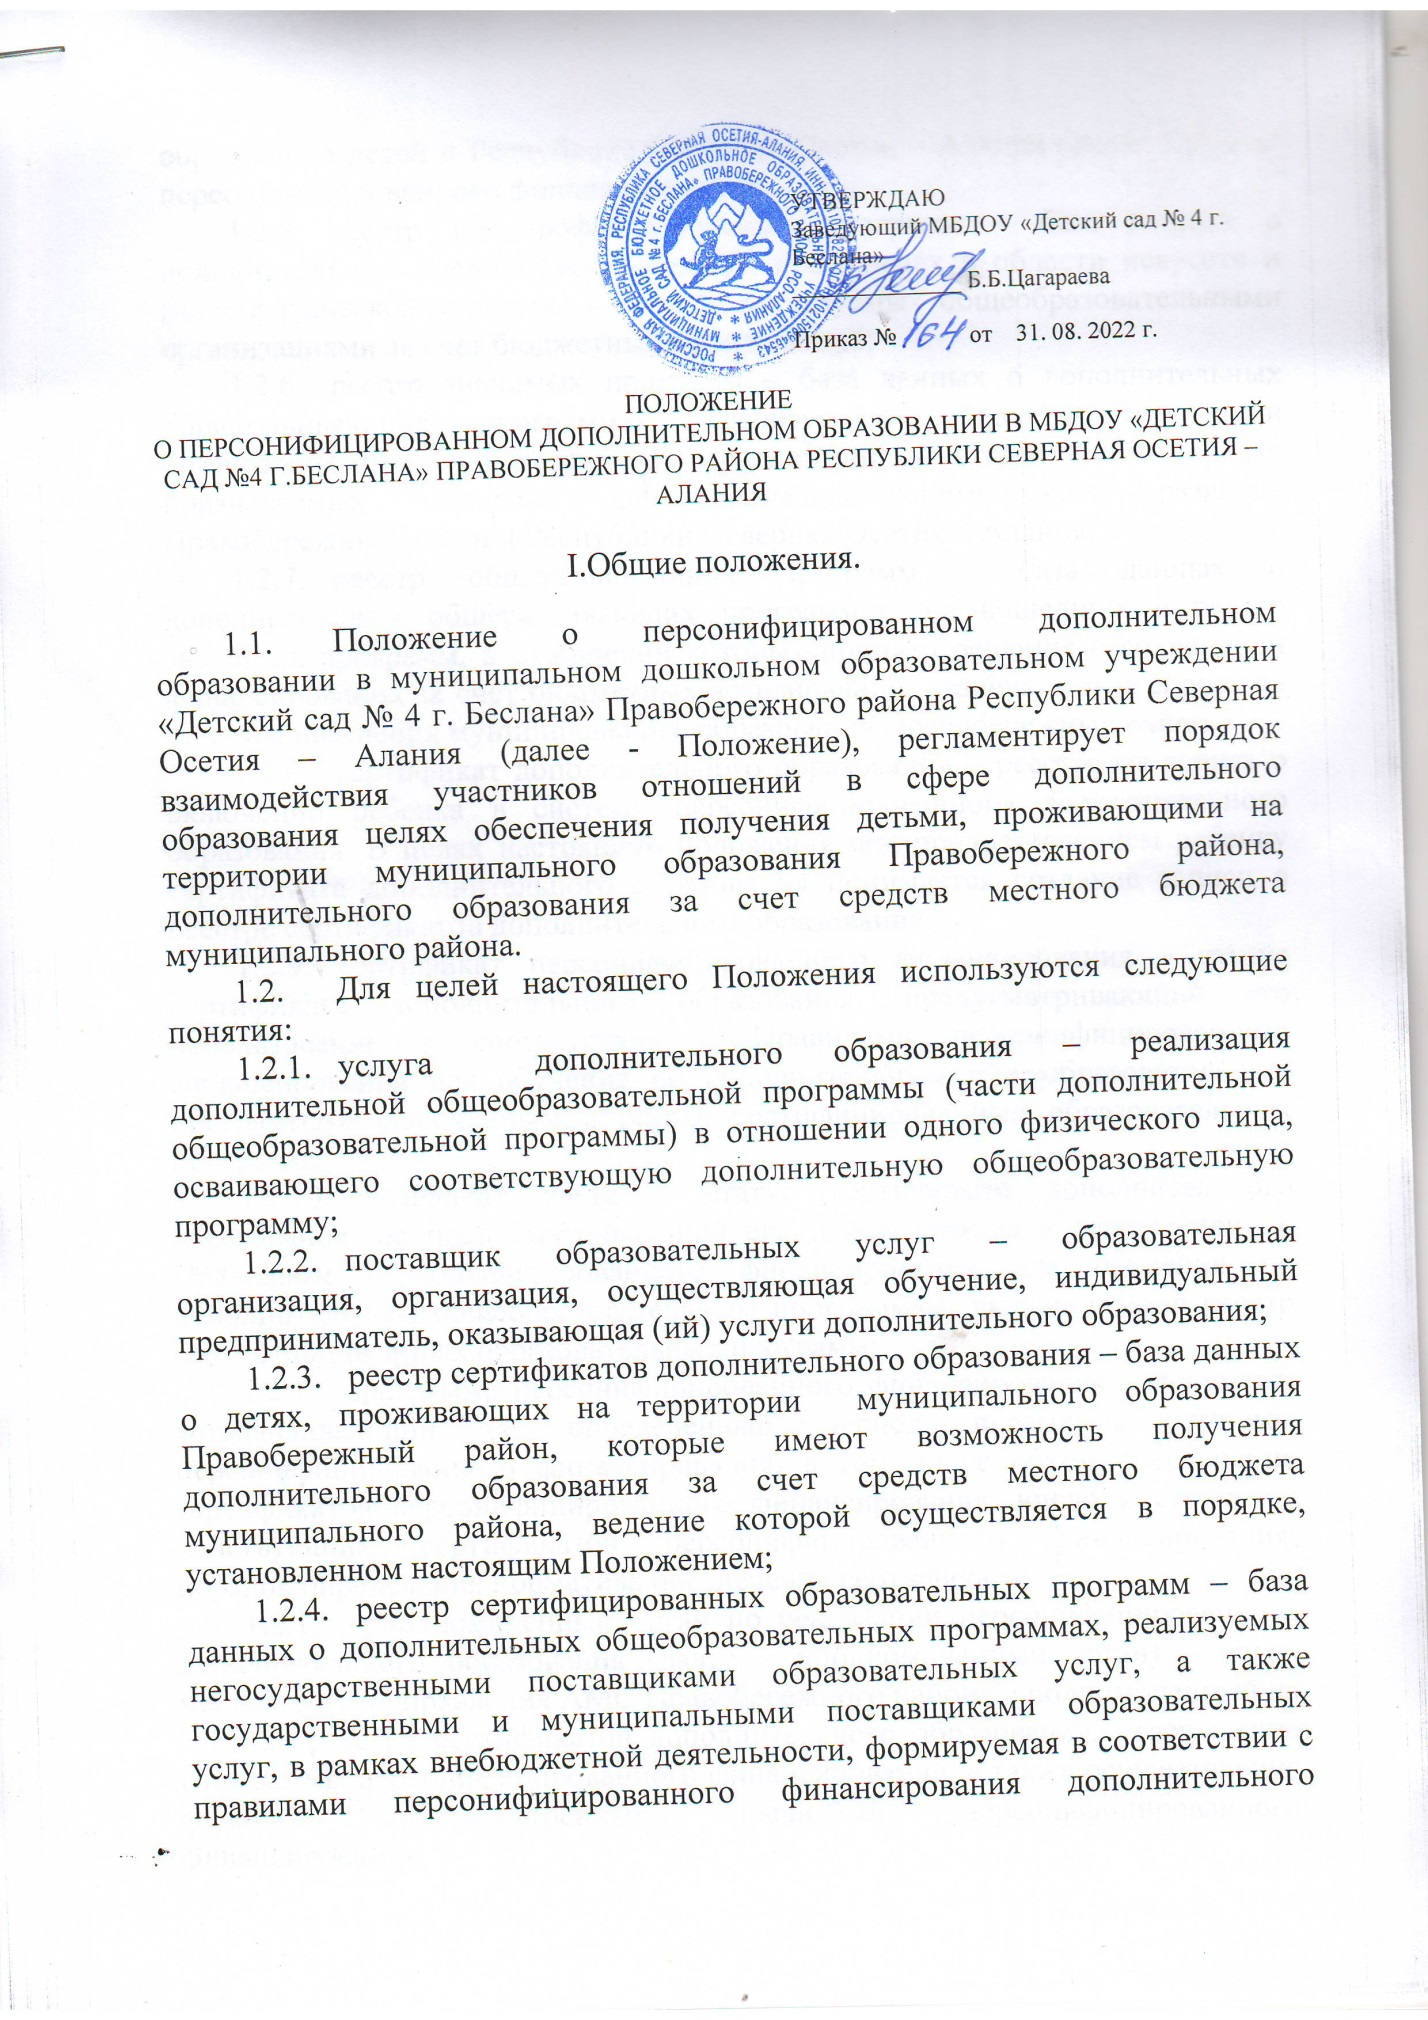 УТВЕРЖДАЮ
Заведующий МБДОУ «Детский сад № 4 г.
Беслана»
Б.Б.Цагараева
Приказ № 164 от 31. 08. 2022 г.
ПОЛОЖЕНИЕ
О ПЕРСОНИФИЦИРОВАННОМ ДОПОЛНИТЕЛЬНОМ ОБРАЗОВАНИИ В МБДОУ «ДЕТСКИЙ
САД №4 Г.БЕСЛАНА» ПРАВОБЕРЕЖНОГО РАЙОНА РЕСПУБЛИКИ СЕВЕРНАЯ ОСЕТИЯ –
АЛАНИЯ
I.Общие положения.
1.1. Положение о персонифицированном дополнительном
образовании в муниципальном дошкольном образовательном учреждении
«Детский сад № 4 г. Беслана» Правобережного района Республики Северная
Осетия – Алания (далее - Положение), регламентирует порядок
взаимодействия участников отношений в сфере дополнительного
образования целях обеспечения получения детьми, проживающими на
территории муниципального образования Правобережного района,
дополнительного образования за счет средств местного бюджета
муниципального района.
1.2. Для целей настоящего Положения используются следующие
понятия:
1.2.1. услуга дополнительного образования – реализация
дополнительной общеобразовательной программы (части дополнительной
общеобразовательной программы) в отношении одного физического лица,
осваивающего соответствующую дополнительную общеобразовательную
программу;
1.2.2. поставщик образовательных услуг – образовательная
организация, организация, осуществляющая обучение, индивидуальный
предприниматель, оказывающая (ий) услуги дополнительного образования;
1.2.3. реестр сертификатов дополнительного образования – база данных
о детях, проживающих на территории муниципального образования
Правобережный район, которые имеют возможность получения
дополнительного образования за счет средств местного бюджета
муниципального района, ведение которой осуществляется в порядке,
установленном настоящим Положением;
1.2.4. реестр сертифицированных образовательных программ – база
данных о дополнительных общеобразовательных программах, реализуемых
негосударственными поставщиками образовательных услуг, а также
государственными и муниципальными поставщиками образовательных
услуг, в рамках внебюджетной деятельности, формируемая в соответствии с
правилами персонифицированного финансирования дополнительного